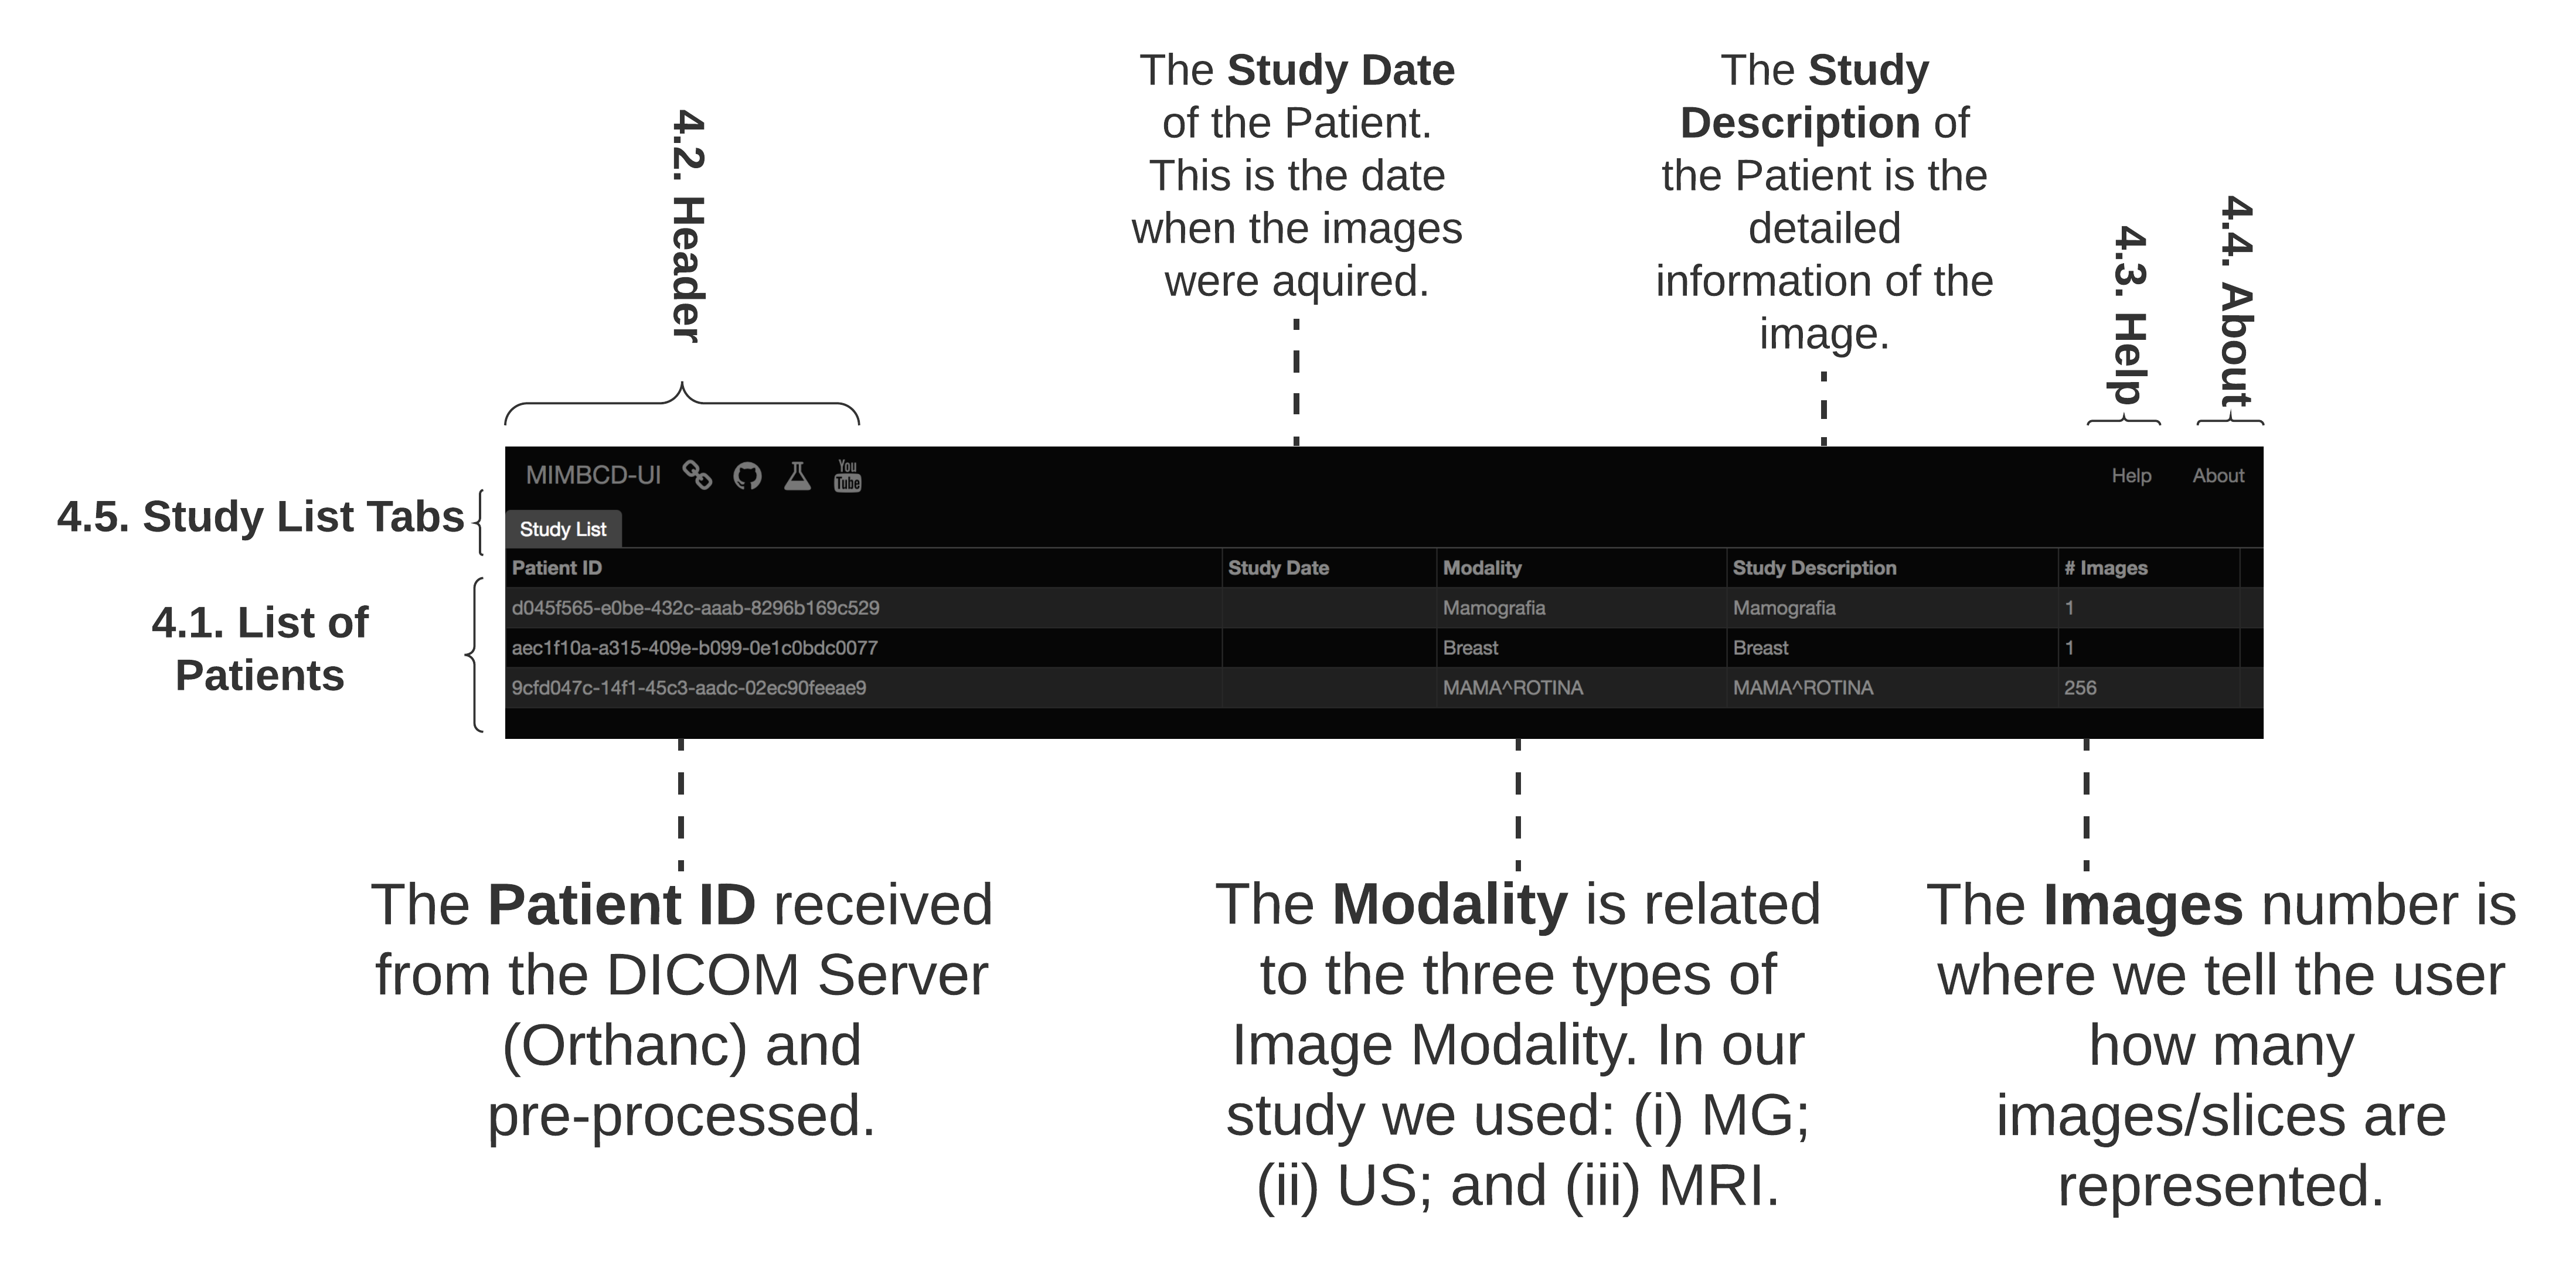 4.2. Header
The Study Date
of the Patient.
This is the date
when the images
were aquired.
The Study
Description of
the Patient is the
detailed
information of the
image.
4.3. Help
4.4. About
4.5. Study List Tabs
4.1. List of
Patients
MIMBCD-UI
You
Tube
Help
About
Study List
Patient ID Study Date Modality Study Description # Images
d045f565-e0be-432c-aaab-8296b169c529 Mamografia Mamografia 1
aec1f10a-a315-409e-b099-0e1c0bdc0077 Breast Breast 1
9cfd047c-14f1-45c3-aadc-02ec90feeae9 MAMA^ROTINA MAMA^ROTINA 256
The Patient ID received
from the DICOM Server
(Orthanc) and
pre-processed.
The Modality is related
to the three types of
Image Modality. In our
study we used: (i) MG;
(ii) US; and (iii) MRI.
The Images number is
where we tell the user
how many
images/slices are
represented.